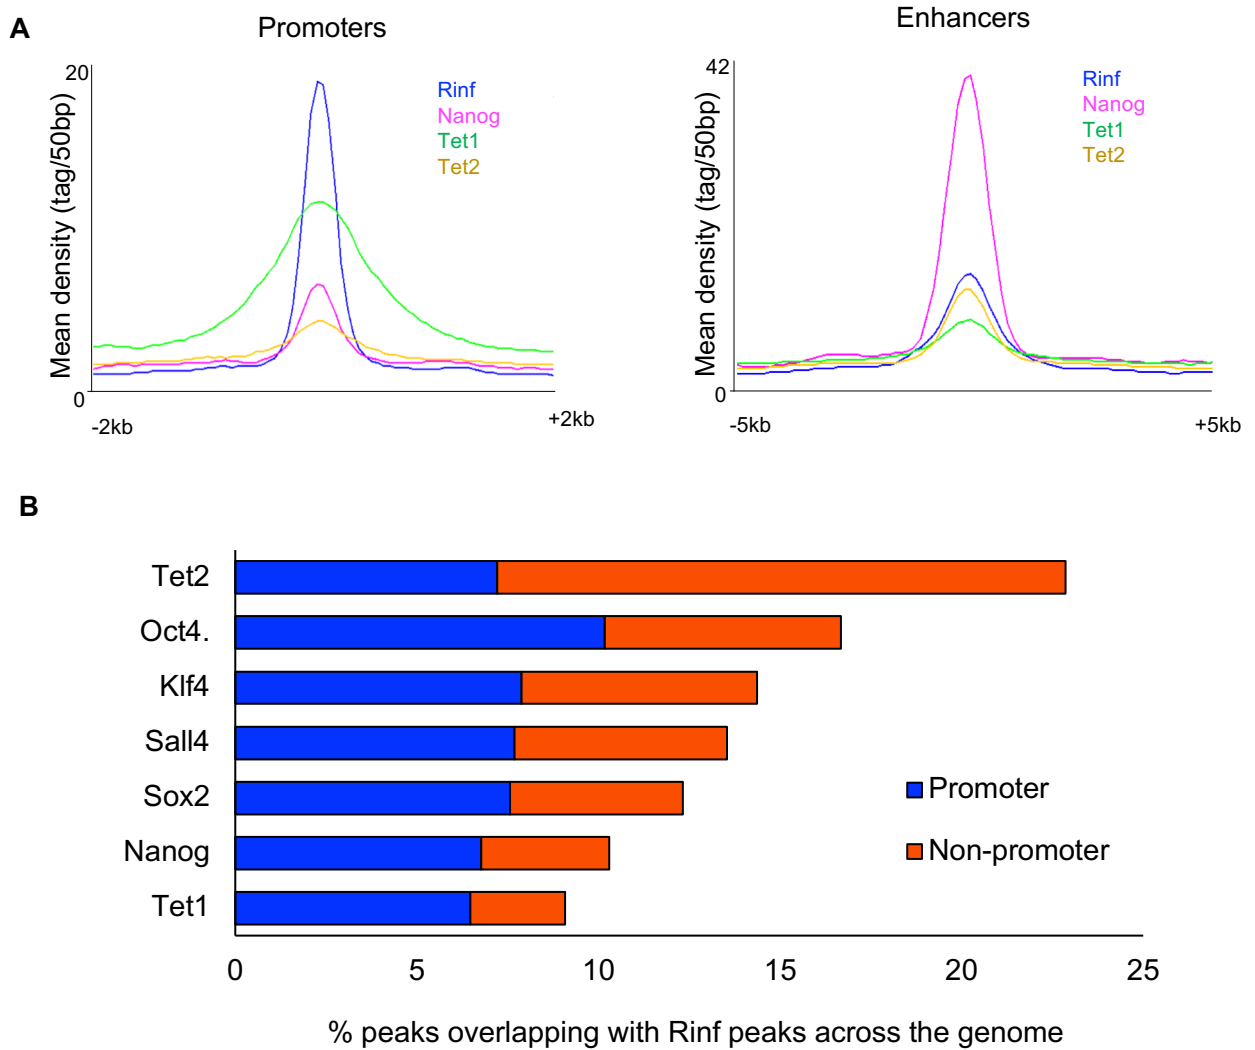 A
Promoters
Enhancers
20
Mean density (tag/50bp)
0
-2kb
+2kb
Rinf
Nanog
Tet1
Tet2
42
Mean density (tag/50bp)
0
-5kb
+5kb
Rinf
Nanog
Tet1
Tet2
B
Tet2
Oct4.
Klf4
Sall4
Sox2
Nanog
Tet1
Promoter
Non-promoter
0 5 10 15 20 25
% peaks overlapping with Rinf peaks across the genome